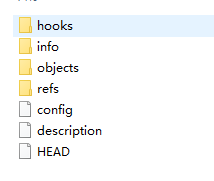 hooks
info
objects
refs
config
description
HEAD